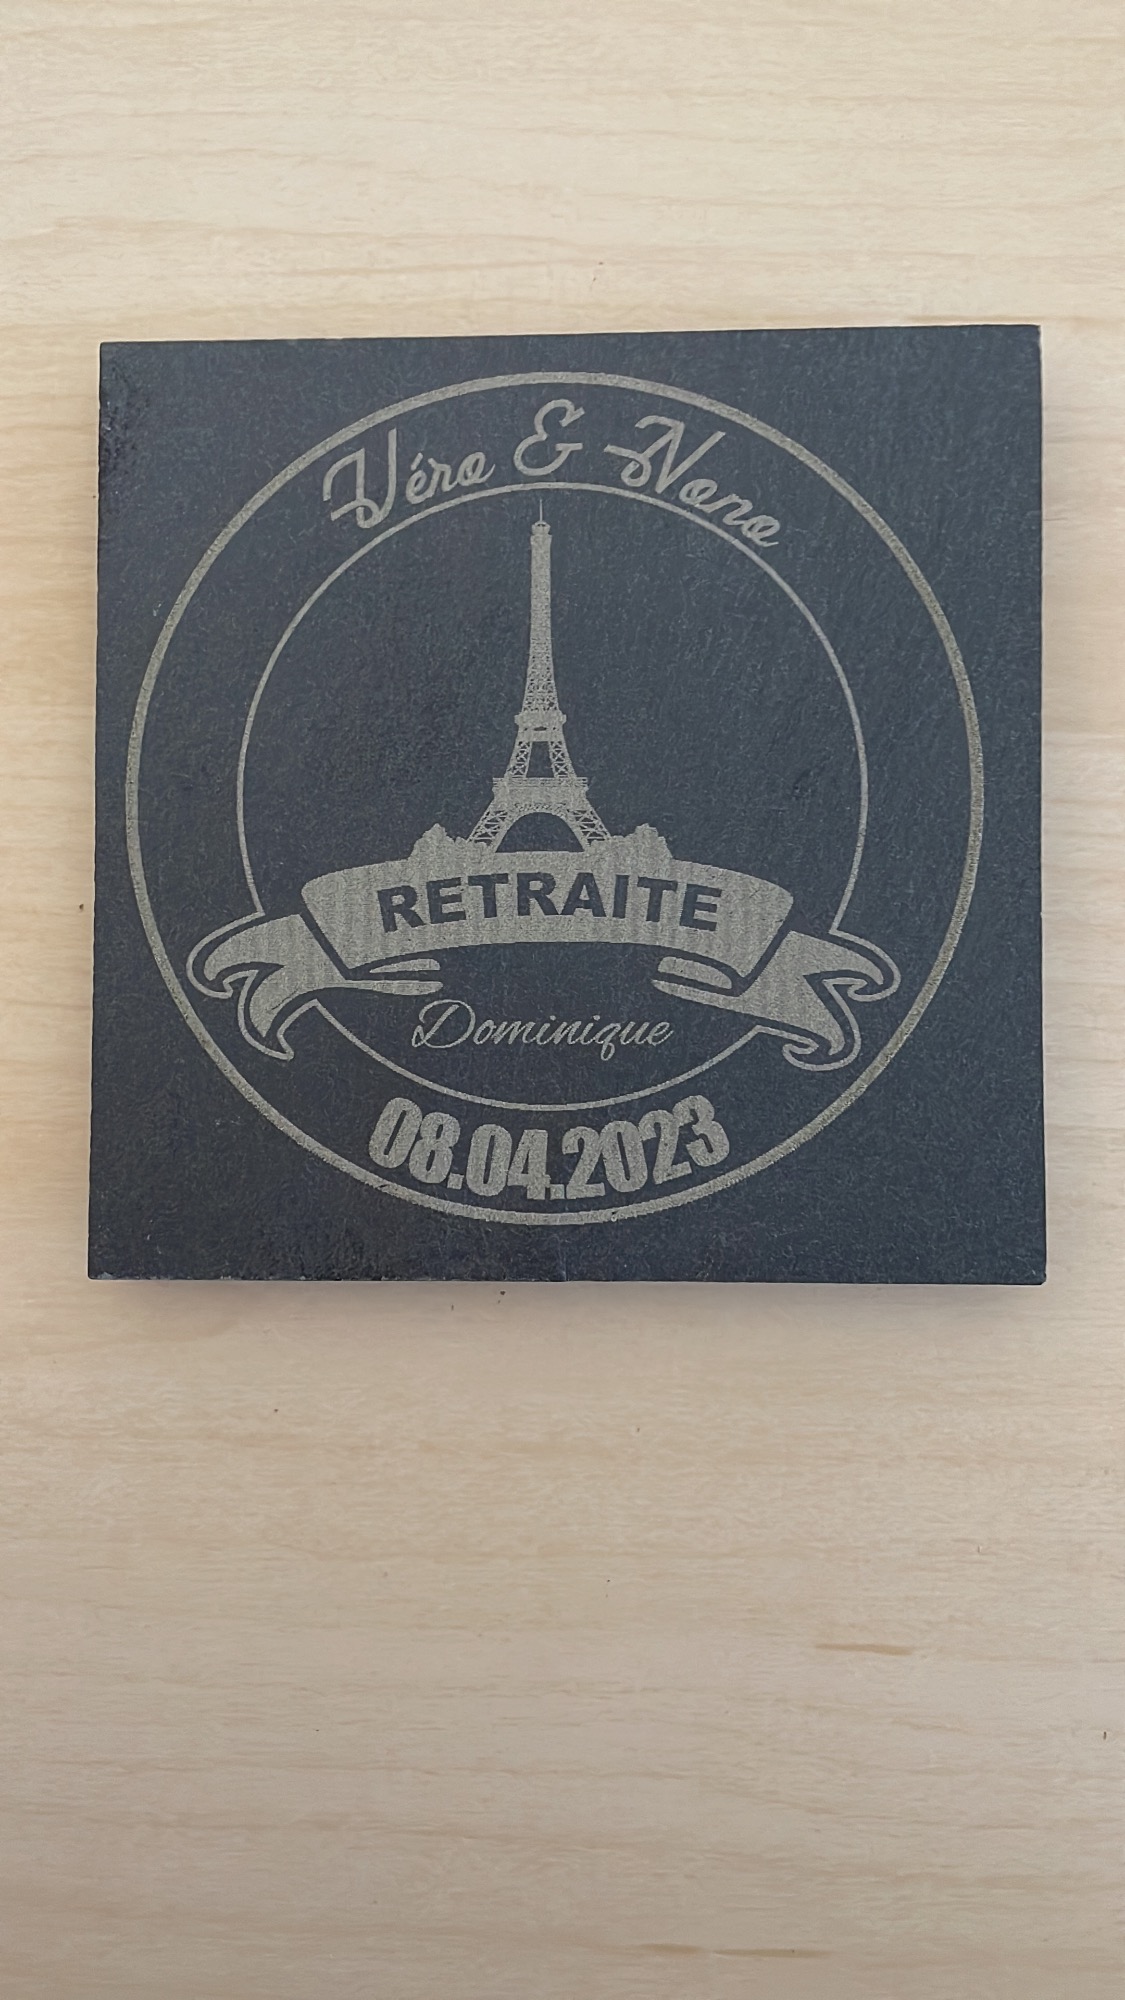 Véro & Nono
RETRAITE
Dominique
08.04.2023